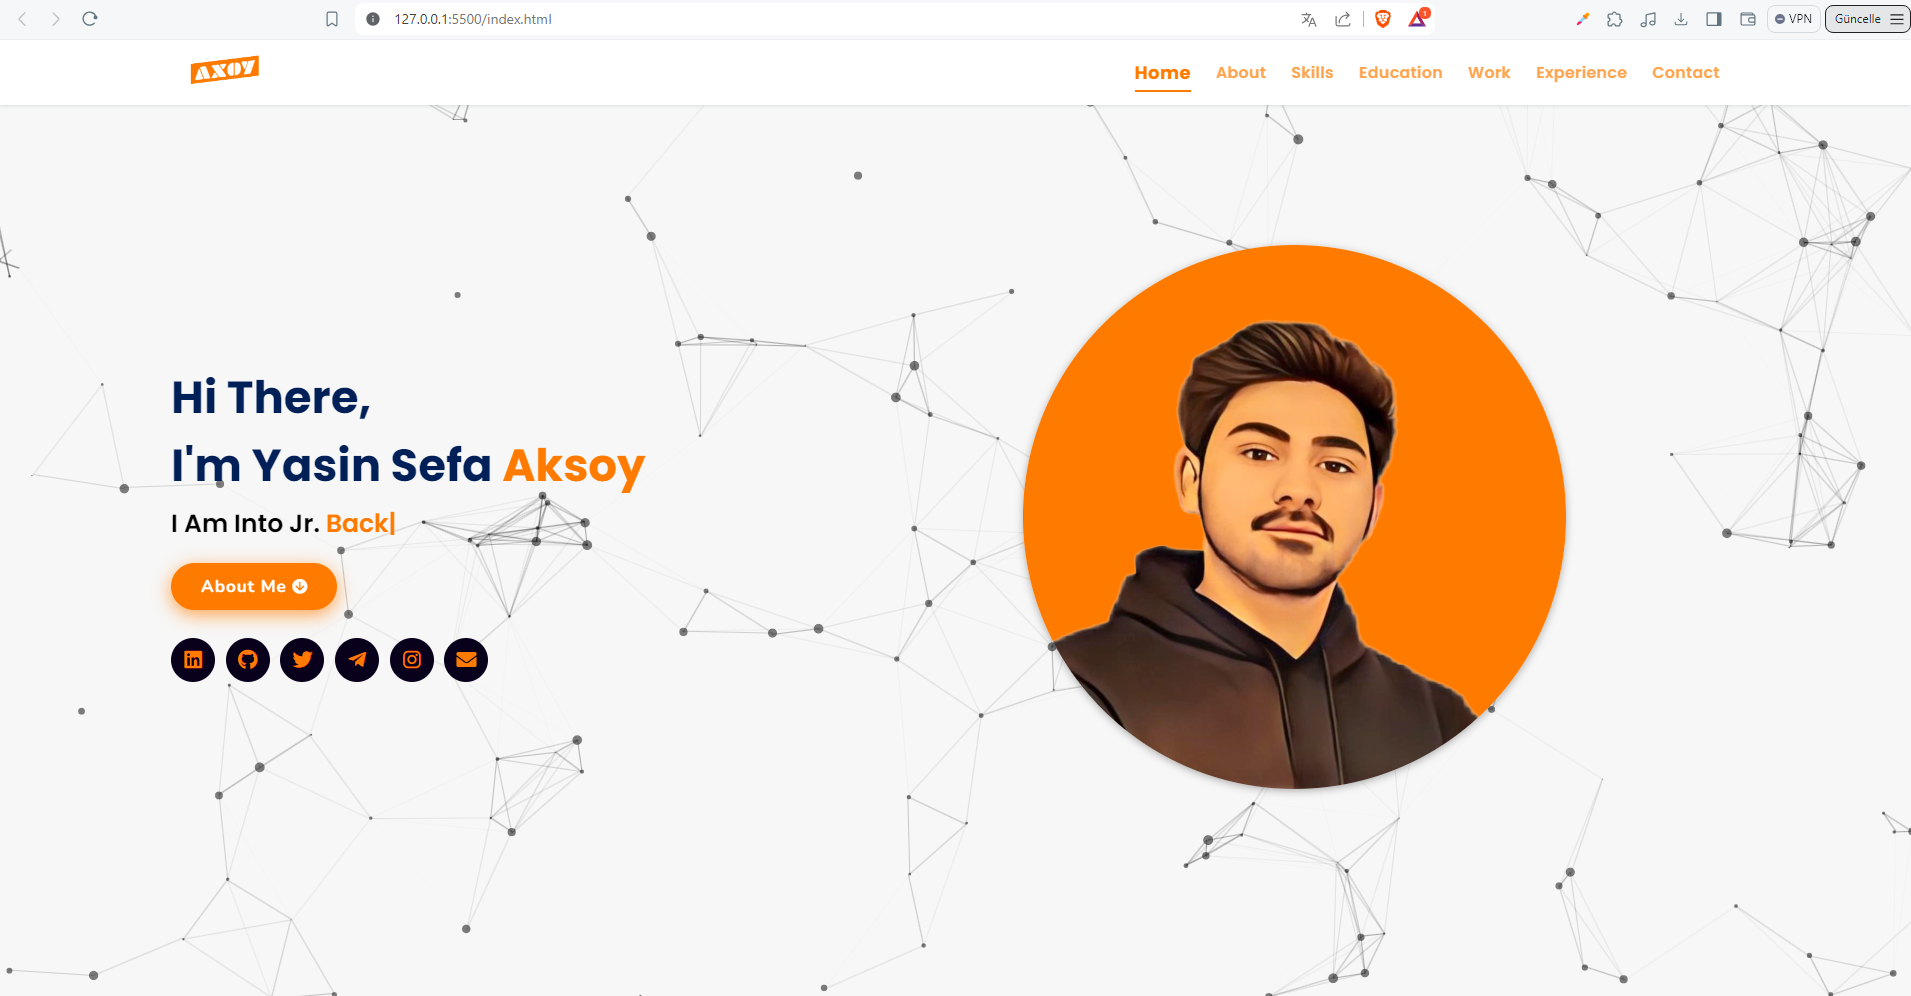 127.0.0.1:5500/index.html
1
VPN
Güncelle
AXOY
Home About Skills Education Work Experience Contact
Hi There,
I'm Yasin Sefa Aksoy
I Am Into Jr. Back|
About Me